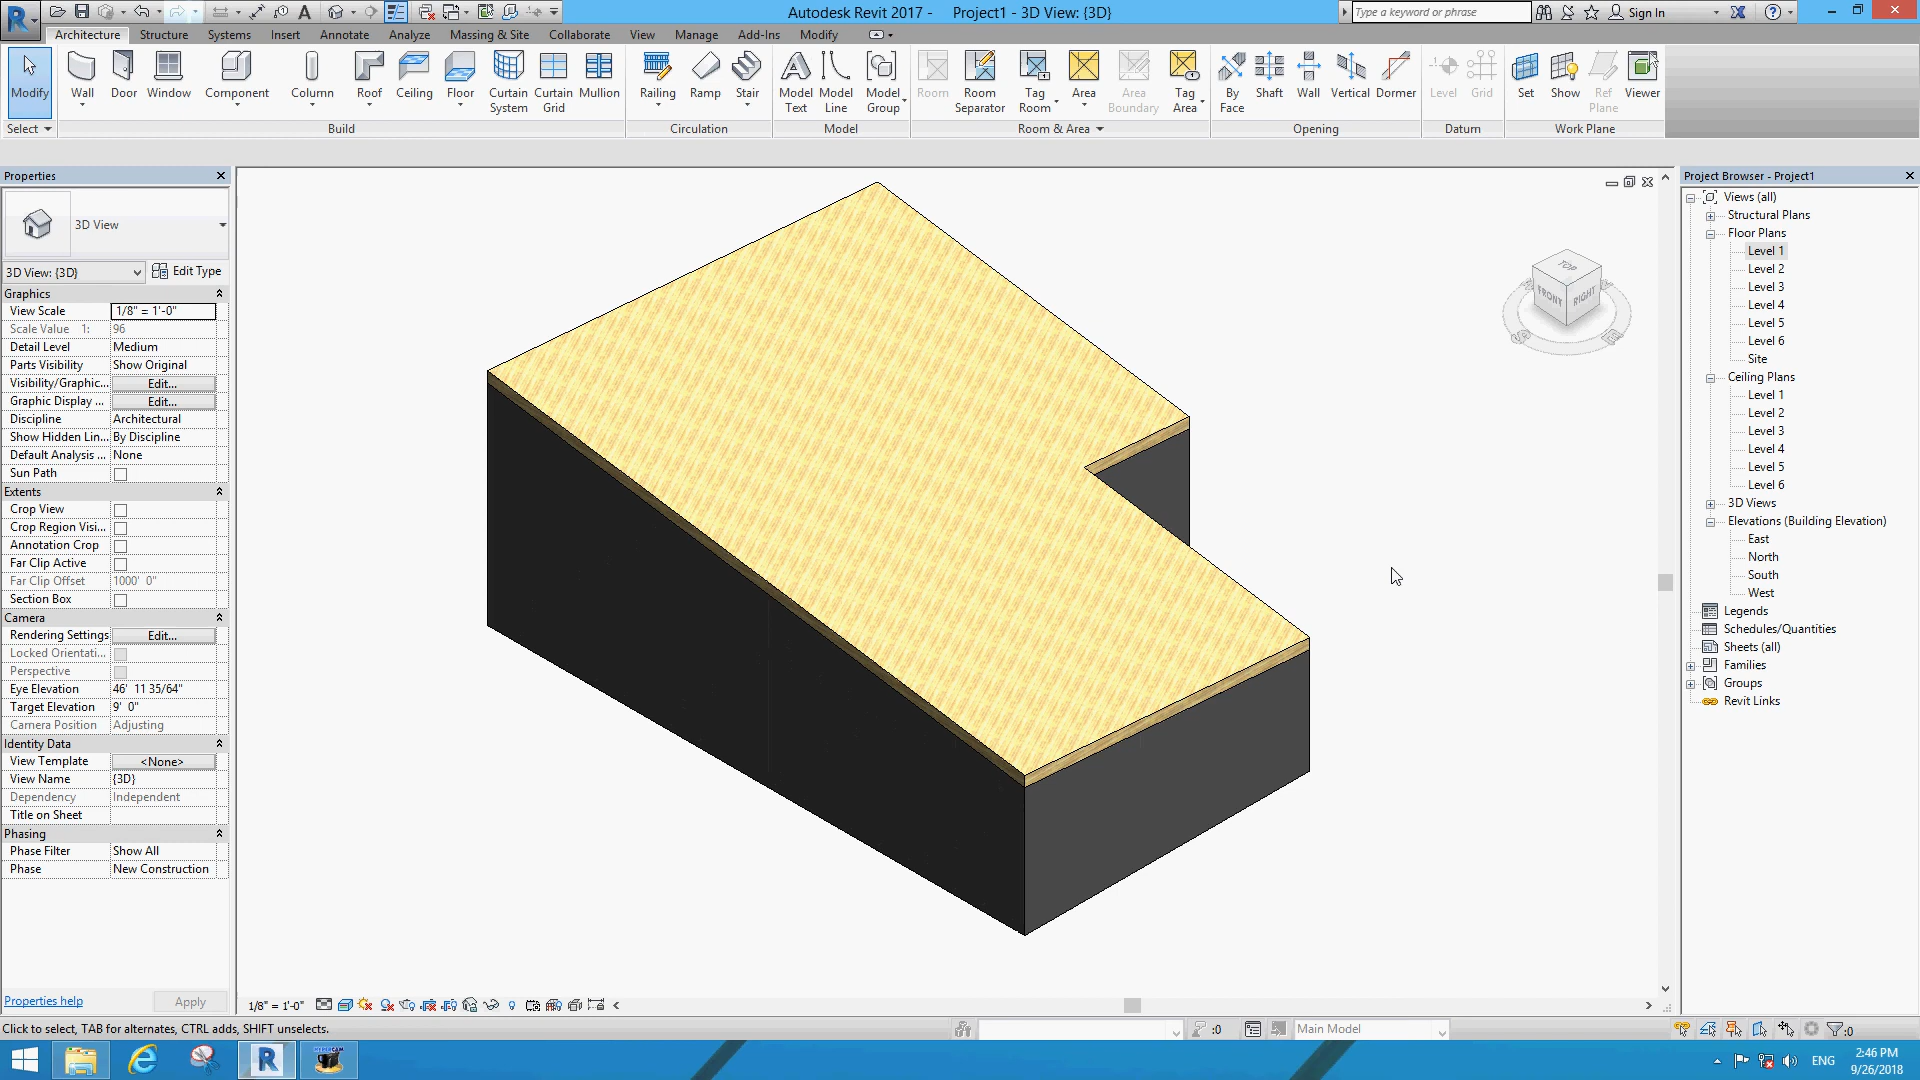 Autodesk Revit 2017 -     Project1 - 3D View: {3D}
Type a keyword or phrase
Sign In
Architecture Structure Systems Insert Annotate Analyze Massing & Site Collaborate View Manage Add-Ins Modify
Modify Wall Door Window Component Column Roof Ceiling Floor Curtain System Curtain Grid Mullion Railing Ramp Stair Model Text Model Line Model Group Room Room Separator Tag Room Area Area Boundary Tag Area By Face Shaft Wall Vertical Dormer Level Grid Set Show Ref Plane Viewer
Select Build Circulation Model Room & Area Opening Datum Work Plane
Properties
3D View
3D View: {3D} Edit Type
Graphics
View Scale 1/8" = 1'-0"
Scale Value 1: 96
Detail Level Medium
Parts Visibility Show Original
Visibility/Graphic... Edit...
Graphic Display ... Edit...
Discipline Architectural
Show Hidden Lin... By Discipline
Default Analysis ... None
Sun Path
Extents
Crop View
Crop Region Visi...
Annotation Crop
Far Clip Active
Far Clip Offset 1000' 0"
Section Box
Camera
Rendering Settings Edit...
Locked Orientati...
Perspective
Eye Elevation 46' 11 35/64"
Target Elevation 9' 0"
Camera Position Adjusting
Identity Data
View Template <None>
View Name {3D}
Dependency Independent
Title on Sheet
Phasing
Phase Filter Show All
Phase New Construction
Properties help Apply
TOP
FRONT RIGHT
Project Browser - Project1
Views (all)
Structural Plans
Floor Plans
Level 1
Level 2
Level 3
Level 4
Level 5
Level 6
Site
Ceiling Plans
Level 1
Level 2
Level 3
Level 4
Level 5
Level 6
3D Views
Elevations (Building Elevation)
East
North
South
West
Legends
Schedules/Quantities
Sheets (all)
Families
Groups
Revit Links
1/8" = 1'-0"
Click to select, TAB for alternates, CTRL adds, SHIFT unselects.
:0
Main Model
:0
ENG
2:46 PM
9/26/2018